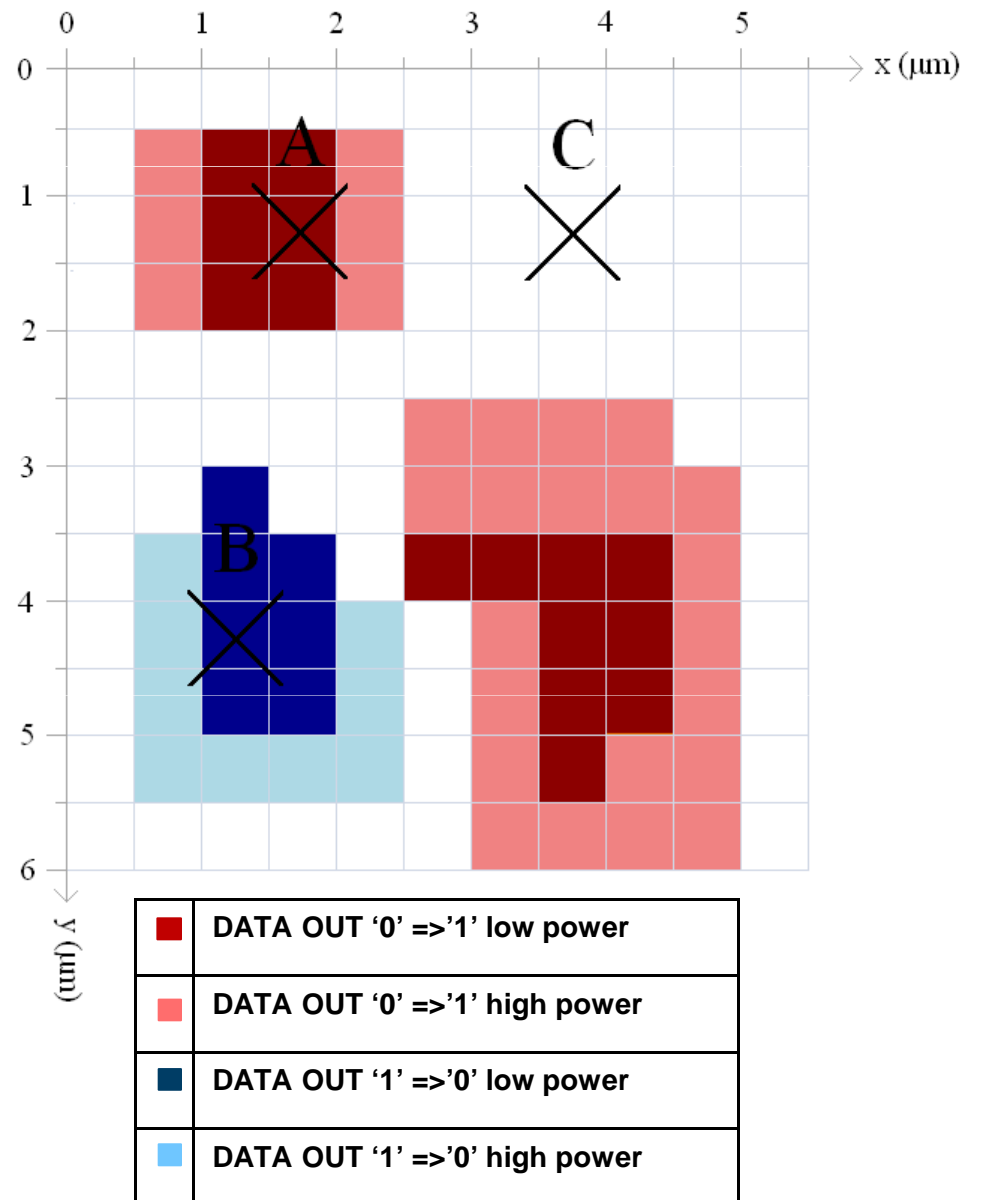 0 1 2 3 4 5
0 x (μm)
A C
1
2
3
B
4
5
6
y (μm)
DATA OUT ‘0’ =>’1’ low power
DATA OUT ‘0’ =>’1’ high power
DATA OUT ‘1’ =>’0’ low power
DATA OUT ‘1’ =>’0’ high power